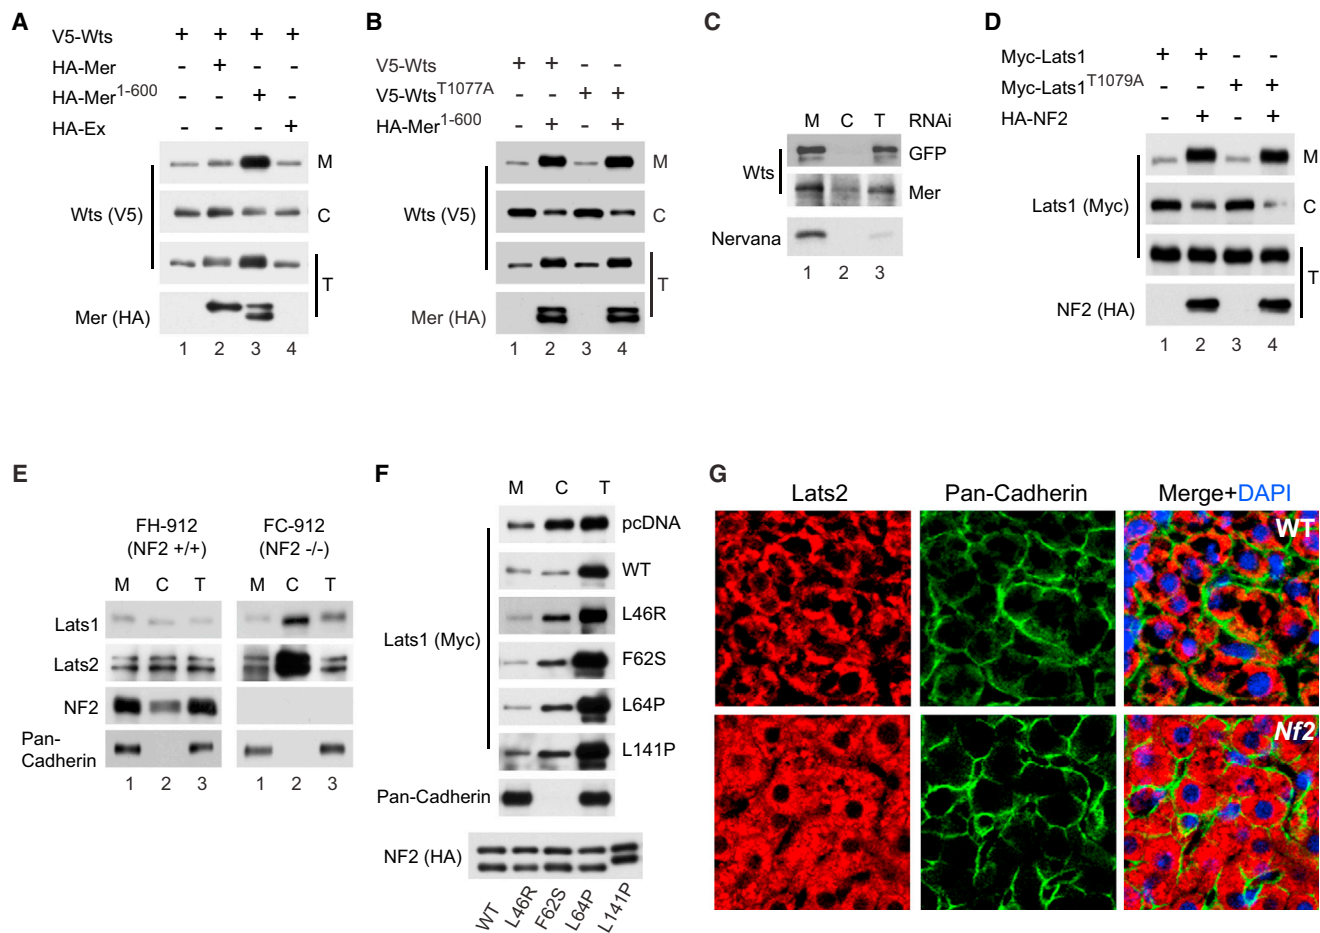 A
V5-Wts + + + +
HA-Mer - + - -
HA-Mer1-600 - - + -
HA-Ex - - - +
M
Wts (V5) C
T
Mer (HA)
1 2 3 4
B
V5-Wts + + - -
V5-WtsT1077A - - + +
HA-Mer1-600 - + - +
M
Wts (V5) C
T
Mer (HA)
1 2 3 4
C
M C T RNAi
Wts GFP
Mer
Nervana
1 2 3
D
Myc-Lats1 + + - -
Myc-Lats1T1079A - - + +
HA-NF2 - + - +
M
Lats1 (Myc) C
T
NF2 (HA)
1 2 3 4
E
FH-912 FC-912
(NF2 +/+) (NF2 -/-)
M C T M C T
Lats1
Lats2
NF2
Pan-
Cadherin
1 2 3 1 2 3
F
M C T
pcDNA
WT
L46R
Lats1 (Myc)
F62S
L64P
L141P
Pan-Cadherin
NF2 (HA)
WT L46R F62S L64P L141P
G
Lats2 Pan-Cadherin Merge+DAPI
WT
Nf2